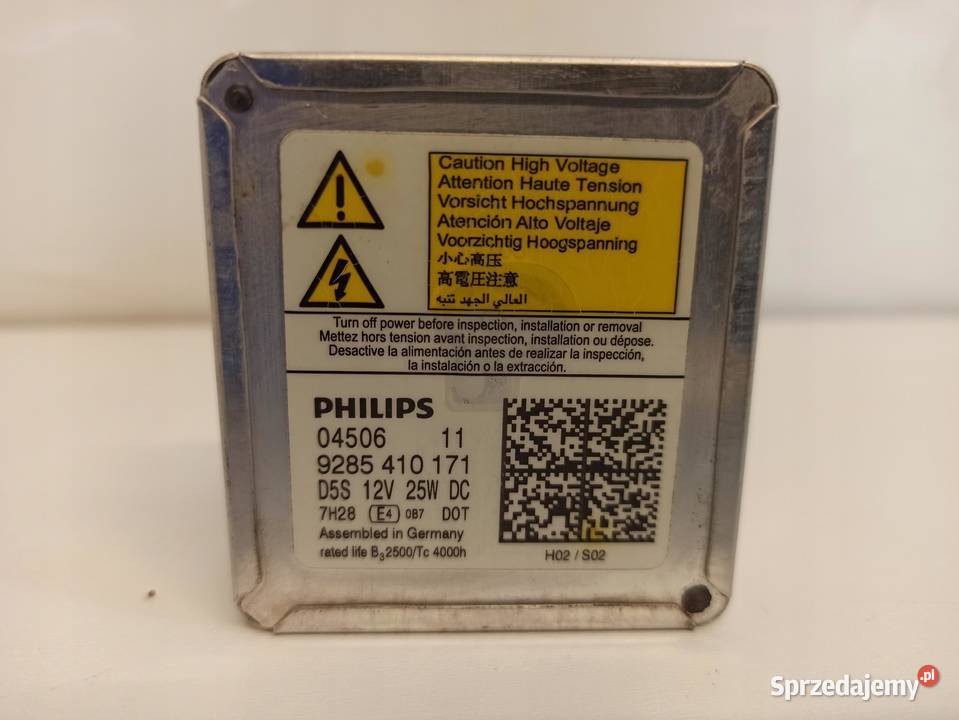 Caution High Voltage
Attention Haute Tension
Vorsicht Hochspannung
Atención Alto Voltaje
Voorzichtig Hoogspanning
小心高压
高電圧注意
العالي الجهد تتبه
Turn off power before inspection, installation or removal
Mettez hors tension avant inspection, installation ou dépose.
Desactive la alimentación antes de realizar la inspección,
la instalación o la extracción.
PHILIPS
04506 11
9285 410 171
D5S 12V 25W DC
7H28 E4 0B7 DOT
Assembled in Germany
rated life B3 2500/Tc 4000h
H02 / S02
Sprzedajemy.pl